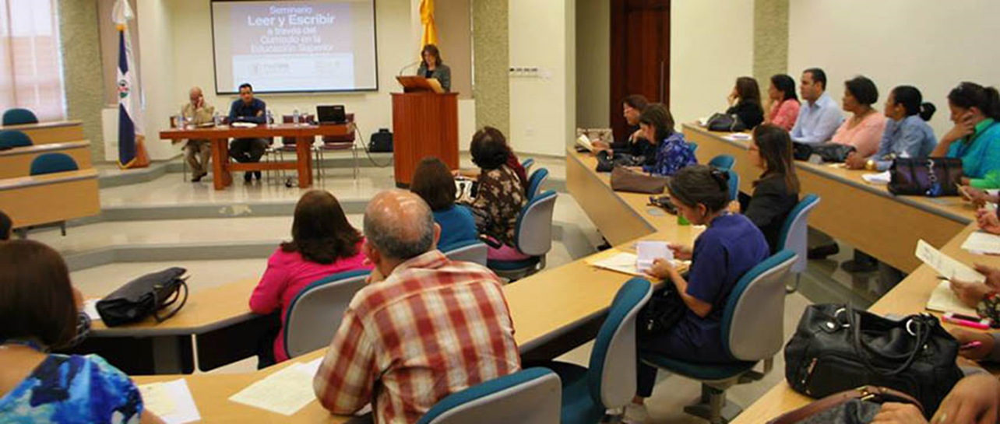 Seminario
Leer y Escribir
a través del
Currículo en la
Educación Superior